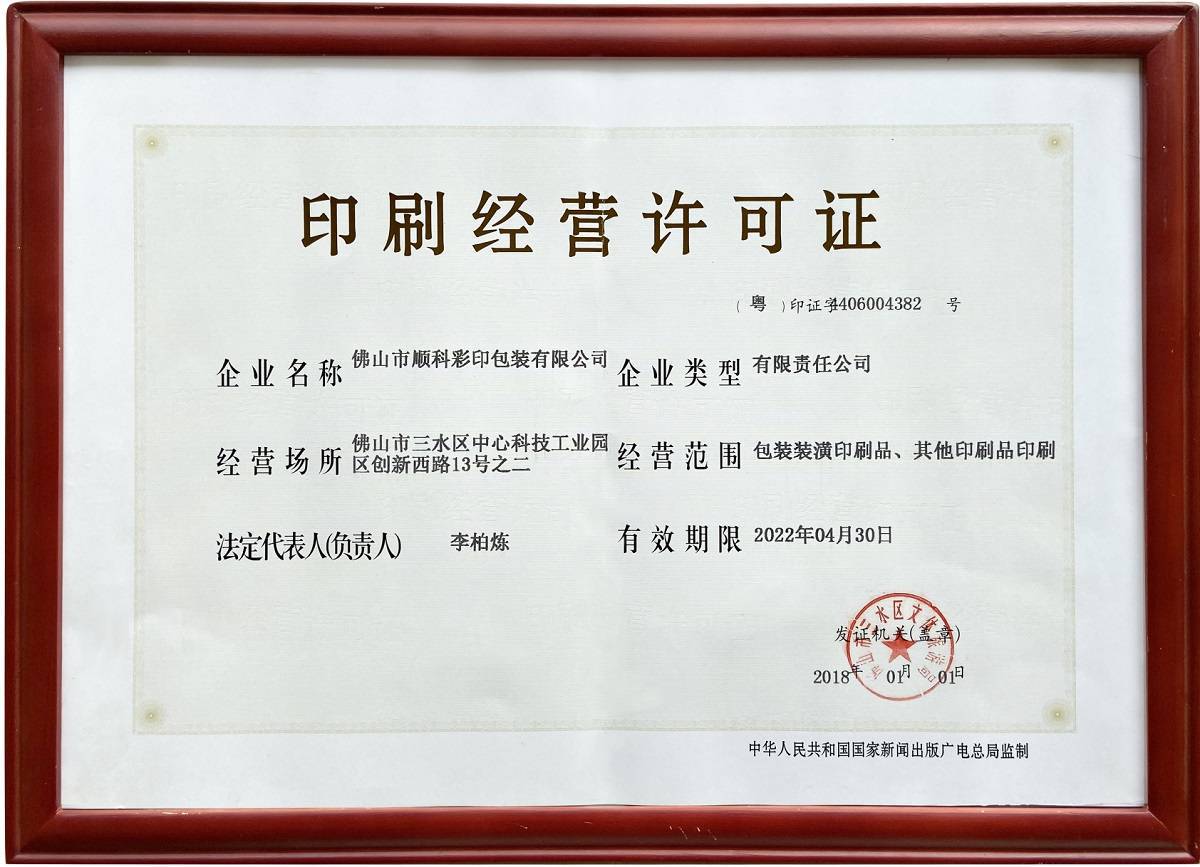 印刷经营许可证
(粤)印证字4406004382 号
企业名称 佛山市顺科彩印包装有限公司
企业类型 有限责任公司
经营场所 佛山市三水区中心科技工业园
区创新西路13号之二
经营范围 包装装潢印刷品、其他印刷品印刷
法定代表人(负责人) 李柏炼
有效期限 2022年04月30日
发证机关(盖章)
2018年 01月 01日
中华人民共和国国家新闻出版广电总局监制